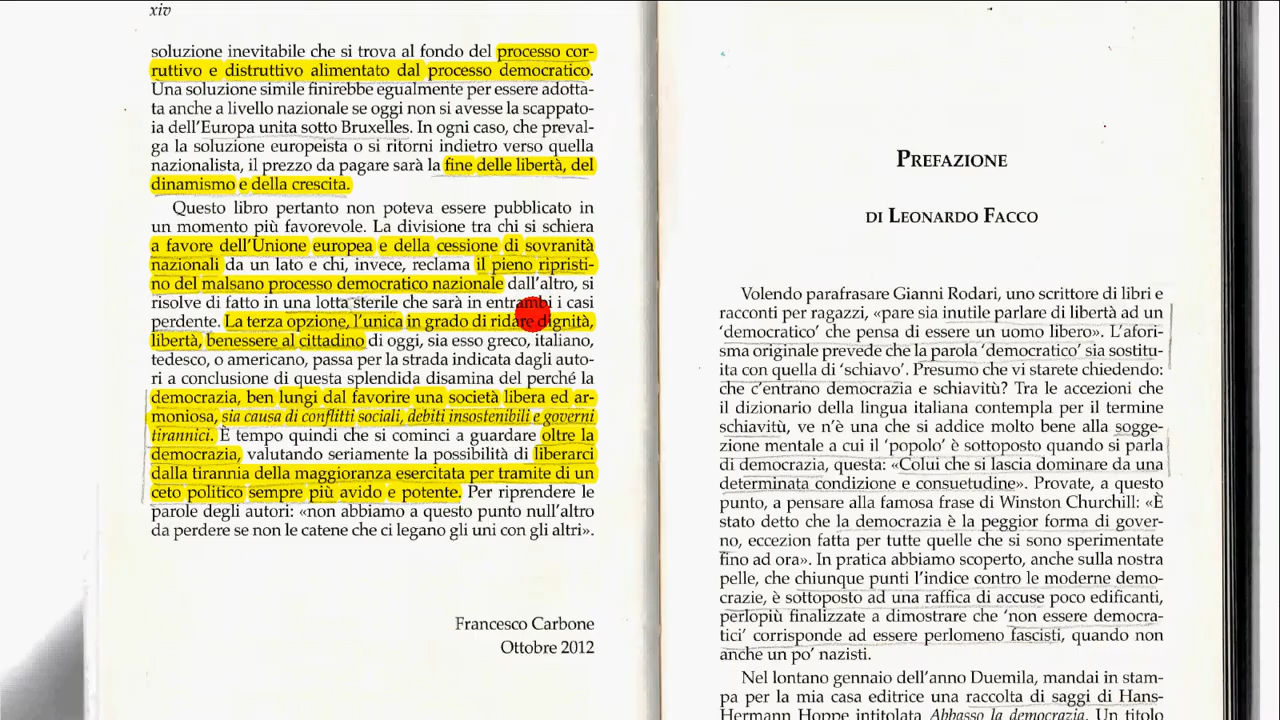 xiv
soluzione inevitabile che si trova al fondo del processo cor-
ruttivo e distruttivo alimentato dal processo democratico.
Una soluzione simile finirebbe egualmente per essere adotta-
ta anche a livello nazionale se oggi non si avesse la scappato-
ia dell'Europa unita sotto Bruxelles. In ogni caso, che preval-
ga la soluzione europeista o si ritorni indietro verso quella
nazionalista, il prezzo da pagare sarà la fine delle libertà, del
dinamismo e della crescita.
Questo libro pertanto non poteva essere pubblicato in
un momento più favorevole. La divisione tra chi si schiera
a favore dell'Unione europea e della cessione di sovranità
nazionali da un lato e chi, invece, reclama il pieno ripristi-
no del malsano processo democratico nazionale dall'altro, si
risolve di fatto in una lotta sterile che sarà in entrambi i casi
perdente. La terza opzione, l'unica in grado di ridare dignità,
libertà, benessere al cittadino di oggi, sia esso greco, italiano,
tedesco, o americano, passa per la strada indicata dagli auto-
ri a conclusione di questa splendida disamina del perché la
democrazia, ben lungi dal favorire una società libera ed ar-
moniosa, sia causa di conflitti sociali, debiti insostenibili e governi
tirannici. È tempo quindi che si cominci a guardare oltre la
democrazia, valutando seriamente la possibilità di liberarci
dalla tirannia della maggioranza esercitata per tramite di un
ceto politico sempre più avido e potente. Per riprendere le
parole degli autori: «non abbiamo a questo punto null'altro
da perdere se non le catene che ci legano gli uni con gli altri».
Francesco Carbone
Ottobre 2012
PREFAZIONE
DI LEONARDO FACCO
Volendo parafrasare Gianni Rodari, uno scrittore di libri e
racconti per ragazzi, «pare sia inutile parlare di libertà ad un
'democratico' che pensa di essere un uomo libero». L'afori-
sma originale prevede che la parola 'democratico' sia sostitu-
ita con quella di 'schiavo'. Presumo che vi starete chiedendo:
che c'entrano democrazia e schiavitù? Tra le accezioni che
il dizionario della lingua italiana contempla per il termine
schiavitù, ve n'è una che si addice molto bene alla sogge-
zione mentale a cui il 'popolo' è sottoposto quando si parla
di democrazia, questa: «Colui che si lascia dominare da una
determinata condizione e consuetudine». Provate, a questo
punto, a pensare alla famosa frase di Winston Churchill: «È
stato detto che la democrazia è la peggior forma di gover-
no, eccezion fatta per tutte quelle che si sono sperimentate
fino ad ora». In pratica abbiamo scoperto, anche sulla nostra
pelle, che chiunque punti l'indice contro le moderne demo-
crazie, è sottoposto ad una raffica di accuse poco edificanti,
perlopiù finalizzate a dimostrare che 'non essere democra-
tici' corrisponde ad essere perlomeno fascisti, quando non
anche un po' nazisti.
Nel lontano gennaio dell'anno Duemila, mandai in stam-
pa per la mia casa editrice una raccolta di saggi di Hans-
Hermann Hoppe intitolata Abbasso la democrazia. Un titolo